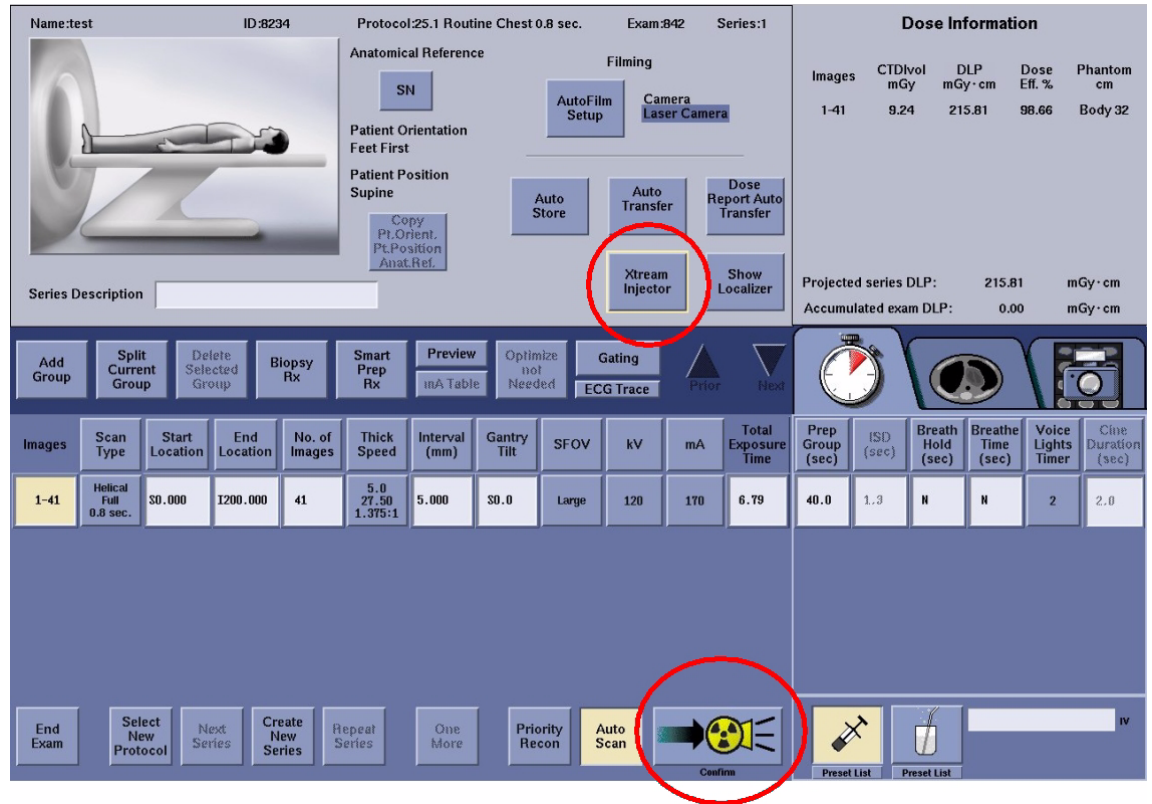 Name:test ID:8234 Protocol:25.1 Routine Chest 0.8 sec. Exam:842 Series:1
Anatomical Reference
SN
Patient Orientation
Feet First
Patient Position
Supine
Copy
Pt.Orient.
Pt.Position
Anat.Ref.
Series Description
Filming
AutoFilm
Setup
Camera
Laser Camera
Auto
Store
Auto
Transfer
Dose
Report Auto
Transfer
Xtream
Injector
Show
Localizer
Dose Information
Images CTDIvol mGy DLP mGy·cm Dose Eff. % Phantom cm
1-41 9.24 215.81 98.66 Body 32
Projected series DLP: 215.81 mGy·cm
Accumulated exam DLP: 0.00 mGy·cm
Add
Group
Split
Current
Group
Delete
Selected
Group
Biopsy
Rx
Smart
Prep
Rx
Preview
mA Table
Optimize
not
Needed
Gating
ECG Trace
Prior
Next
Images
Scan
Type
Start
Location
End
Location
No. of
Images
Thick
Speed
Interval
(mm)
Gantry
Tilt
SFOV
kV
mA
Total
Exposure
Time
Prep
Group
(sec)
ISD
(sec)
Breath
Hold
(sec)
Breathe
Time
(sec)
Voice
Lights
Timer
Cine
Duration
(sec)
1-41
Helical
Full
0.8 sec.
S0.000
I200.000
41
5.0
27.50
1.375:1
5.000
S0.0
Large
120
170
6.79
40.0
1.3
N
N
2
2.0
End
Exam
Select
New
Protocol
Next
Series
Create
New
Series
Repeat
Series
One
More
Priority
Recon
Auto
Scan
Confirm
Preset List
Preset List
IV